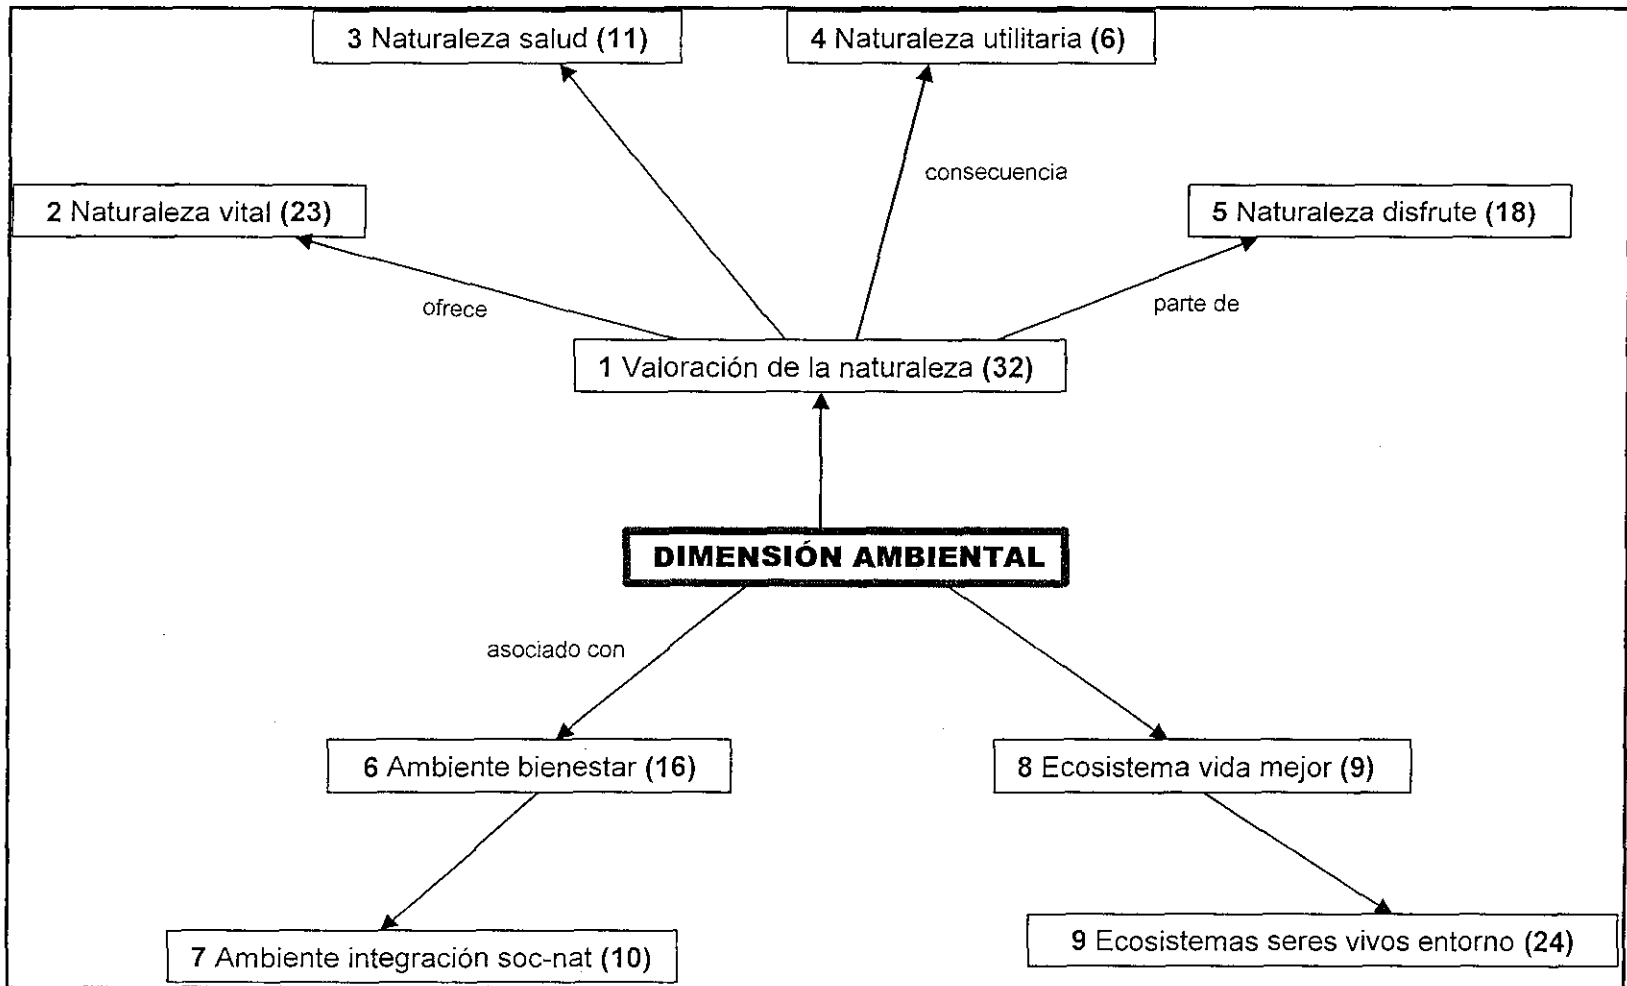 3 Naturaleza salud (11)
4 Naturaleza utilitaria (6)
consecuencia
2 Naturaleza vital (23)
5 Naturaleza disfrute (18)
ofrece
parte de
1 Valoración de la naturaleza (32)
DIMENSIÓN AMBIENTAL
asociado con
6 Ambiente bienestar (16)
8 Ecosistema vida mejor (9)
7 Ambiente integración soc-nat (10)
9 Ecosistemas seres vivos entorno (24)